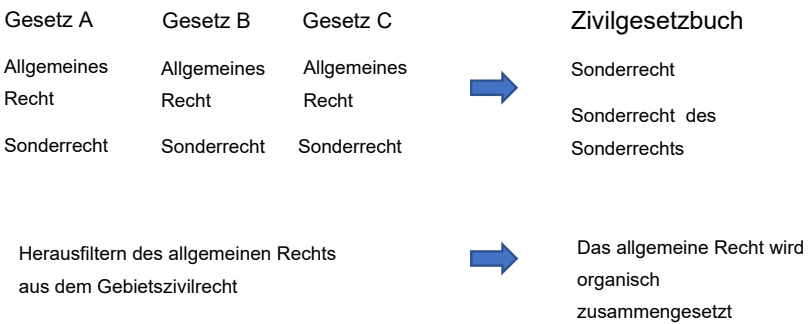 Gesetz A
Gesetz B
Gesetz C
Zivilgesetzbuch
Allgemeines
Recht
Sonderrecht
Allgemeines
Recht
Sonderrecht
Allgemeines
Recht
Sonderrecht
Sonderrecht
Sonderrecht des
Sonderrechts
Herausfiltern des allgemeinen Rechts
aus dem Gebietszivilrecht
Das allgemeine Recht wird
organisch
zusammengesetzt